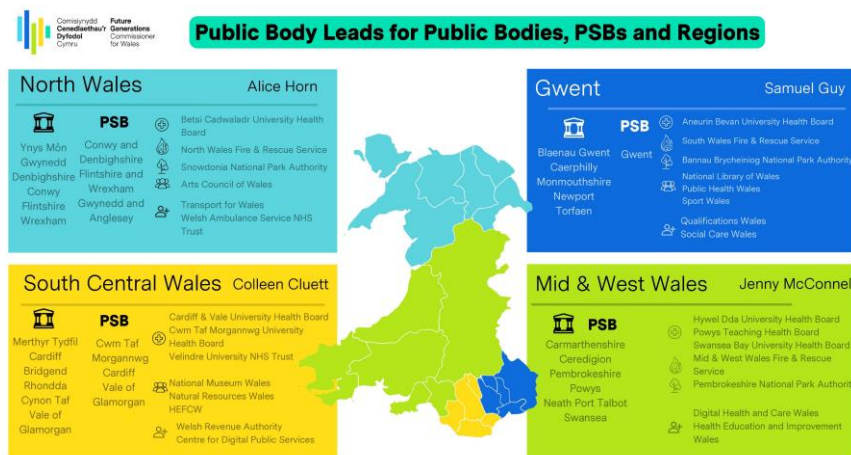 Comisiynydd
Cenedlaethau'r
Dyfodol
Cymru
Future
Generations
Commissioner
for Wales
Public Body Leads for Public Bodies, PSBs and Regions
North Wales
Alice Horn
Ynys Môn
Gwynedd
Denbighshire
Conwy
Flintshire
Wrexham
PSB
Conwy and
Denbighshire
Flintshire and
Wrexham
Gwynedd and
Anglesey
Betsi Cadwaladr University Health
Board
North Wales Fire & Rescue Service
Snowdonia National Park Authority
Arts Council of Wales
Transport for Wales
Welsh Ambulance Service NHS
Trust
Gwent
Samuel Guy
Blaenau Gwent
Caerphilly
Monmouthshire
Newport
Torfaen
PSB
Gwent
Aneurin Bevan University Health Board
South Wales Fire & Rescue Service
Bannau Brycheiniog National Park Authority
National Library of Wales
Public Health Wales
Sport Wales
Qualifications Wales
Social Care Wales
South Central Wales
Colleen Cluett
Merthyr Tydfil
Cardiff
Bridgend
Rhondda
Cynon Taf
Vale of
Glamorgan
PSB
Cwm Taf
Morgannwg
Cardiff
Vale of
Glamorgan
Cardiff & Vale University Health Board
Cwm Taf Morgannwg University
Health Board
Velindre University NHS Trust
National Museum Wales
Natural Resources Wales
HEFCW
Welsh Revenue Authority
Centre for Digital Public Services
Mid & West Wales
Jenny McConnel
PSB
Carmarthenshire
Ceredigion
Pembrokeshire
Powys
Neath Port Talbot
Swansea
Hywel Dda University Health Board
Powys Teaching Health Board
Swansea Bay University Health Board
Mid & West Wales Fire & Rescue
Service
Pembrokeshire National Park Authorit
Digital Health and Care Wales
Health Education and Improvement
Wales